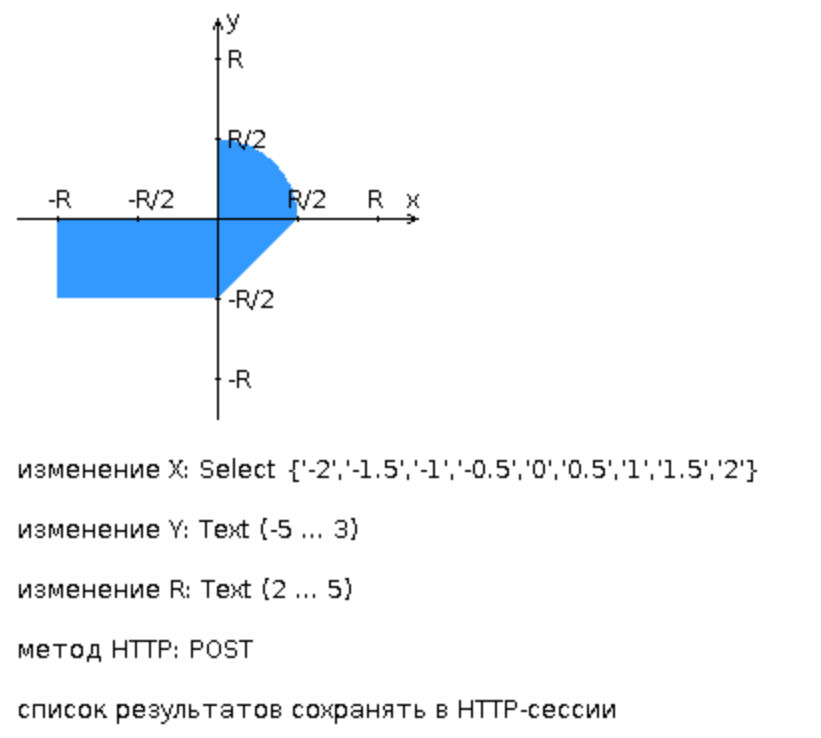 y
R
R/2
-R -R/2 R/2 R x
-R/2
-R
изменение X: Select {'-2','-1.5','-1','-0.5','0','0.5','1','1.5','2'}
изменение Y: Text (-5 ... 3)
изменение R: Text (2 ... 5)
метод HTTP: POST
список результатов сохранять в HTTP-сессии